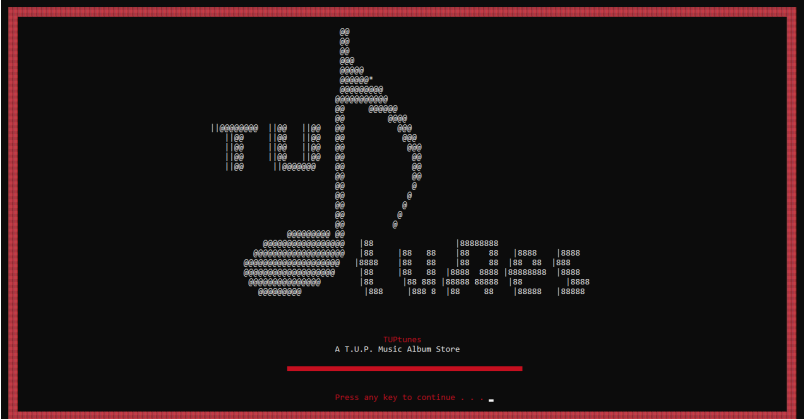 TUPtunes
A T.U.P. Music Album Store
Press any key to continue . . .